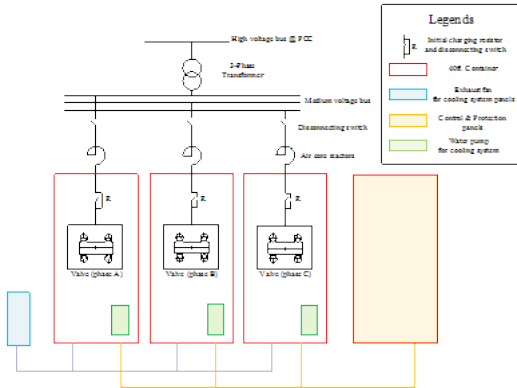 High voltage bus @ PCC
3-Phase
Transformer
Medium voltage bus
Disconnecting switch
Air core reactors
R
R
R
Valve (phase A)
Valve (phase B)
Valve (phase C)
Legends
R
Initial charging resistor
and disconnecting switch
40ft. Container
Exhaust fan
for cooling system panels
Control & Protection
panels
Water pump
for cooling system